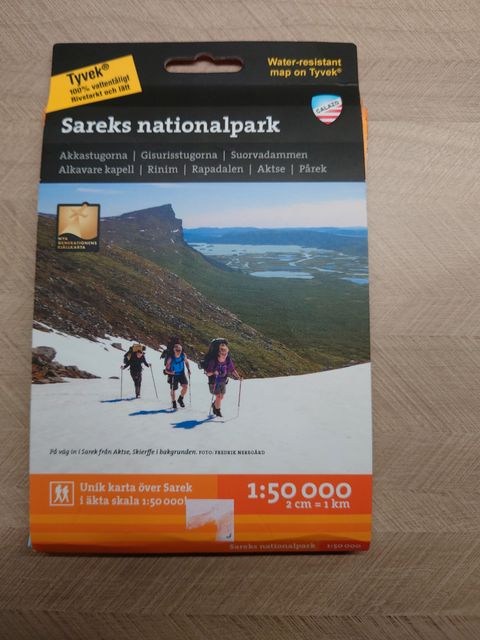 Tyvek®
100% vattentåligt
Rivstarkt och lätt
Water-resistant
map on Tyvek®
CALAZO
Sareks nationalpark
Akkastugorna | Gisurisstugorna | Suorvadammen
Alkavare kapell | Rinim | Rapadalen | Aktse | Pårek
NYA
GENERATIONENS
FJÄLLKARTA
På väg in i Sarek från Aktse, Skierffe i bakgrunden. FOTO: FREDRIK NEREGÅRD
Unik karta över Sarek
i äkta skala 1:50 000!
1:50 000
2 cm = 1 km
Sareks nationalpark 1:50 000